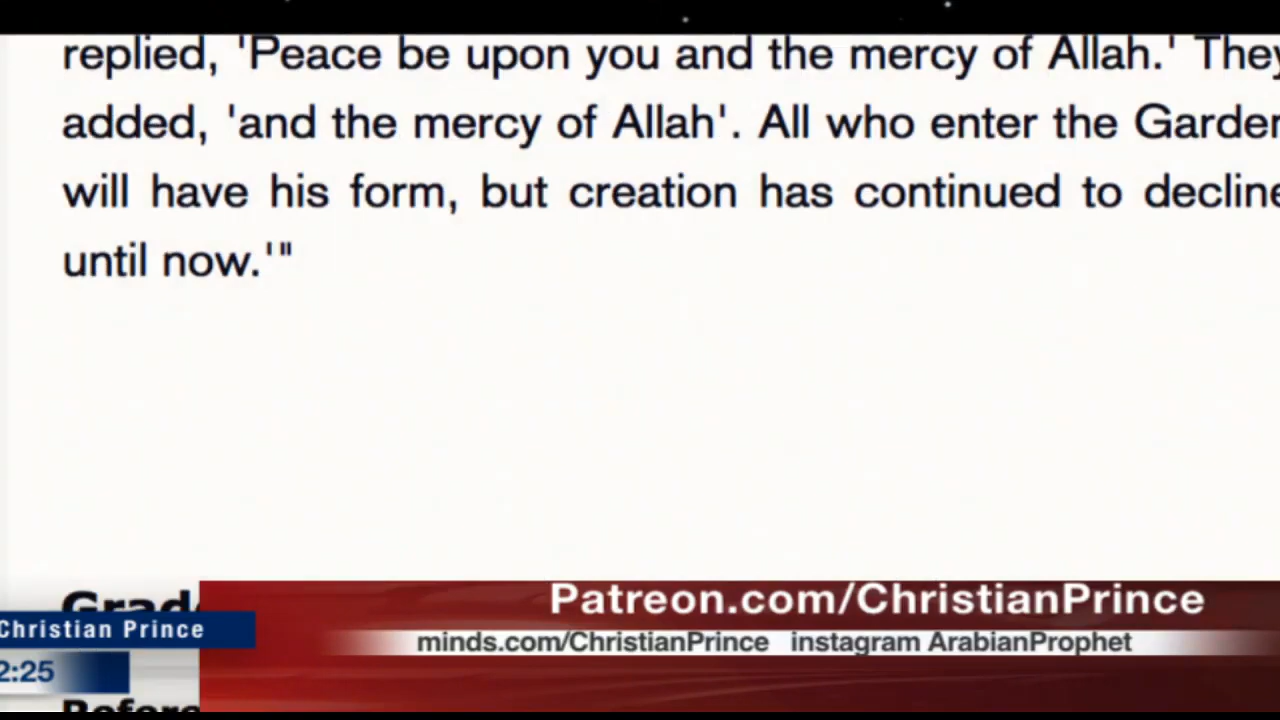 replied, 'Peace be upon you and the mercy of Allah.' They
added, 'and the mercy of Allah'. All who enter the Garden
will have his form, but creation has continued to decline
until now.'"
Grade
Christian Prince
2:25
Patreon.com/ChristianPrince
minds.com/ChristianPrince instagram ArabianProphet